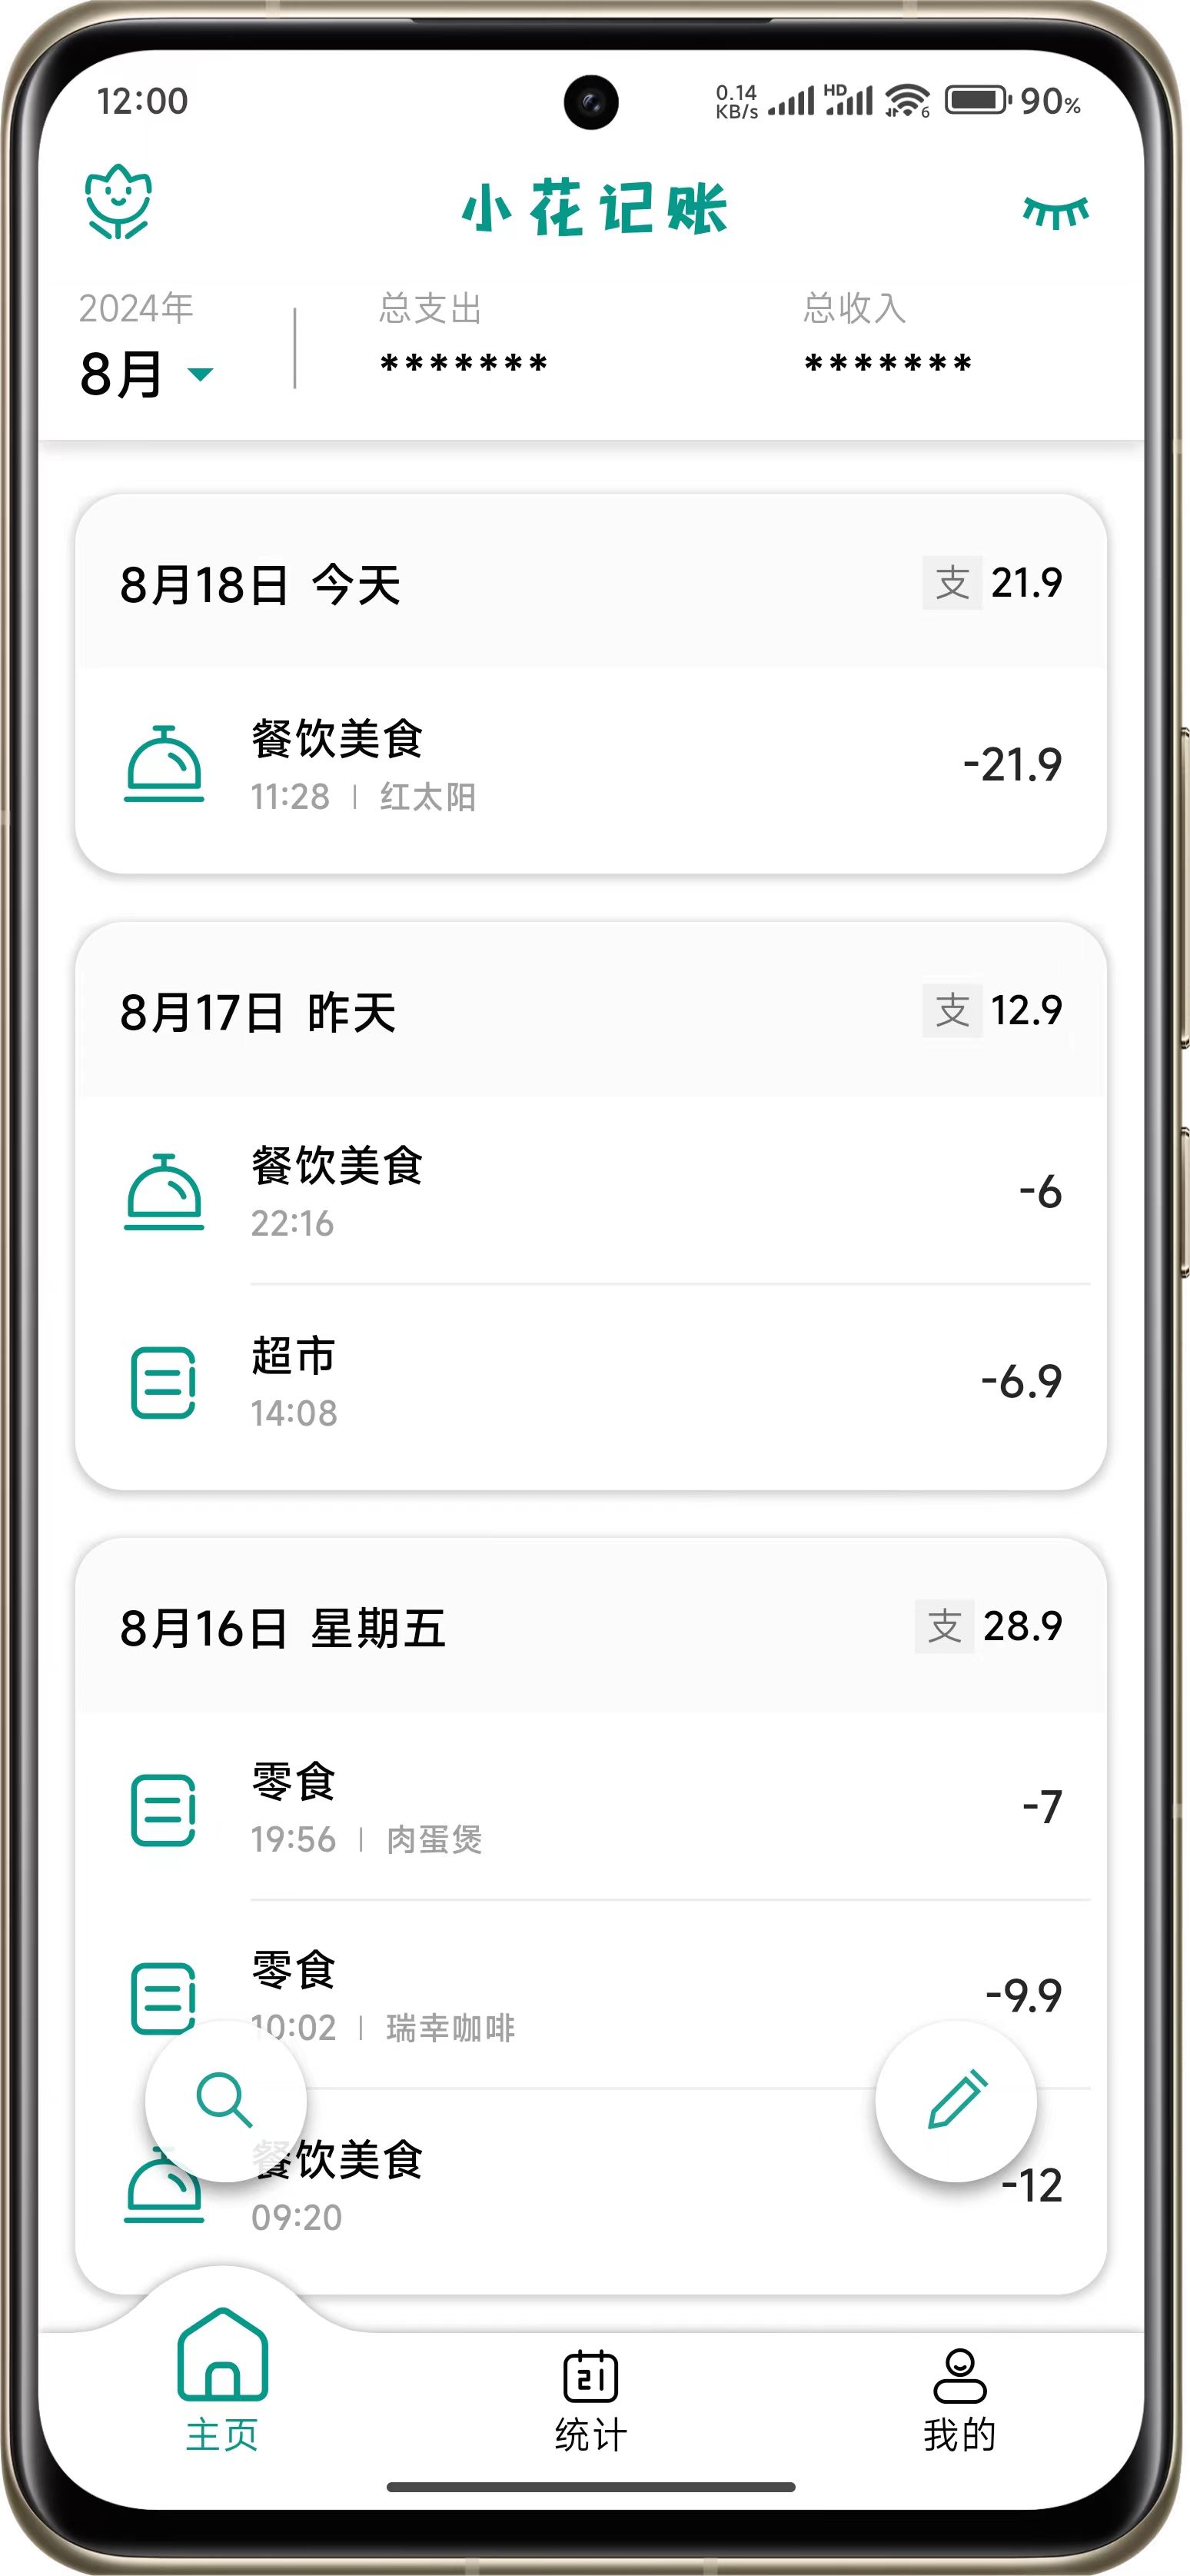 12:00
0.14 KB/s HD 6 90%
小花记账
2024年 总支出 总收入
8月 ******* *******
8月18日 今天 支 21.9
餐饮美食 -21.9
11:28 | 红太阳
8月17日 昨天 支 12.9
餐饮美食 -6
22:16
超市 -6.9
14:08
8月16日 星期五 支 28.9
零食 -7
19:56 | 肉蛋煲
零食 -9.9
10:02 | 瑞幸咖啡
餐饮美食 -12
09:20
21
主页 统计 我的